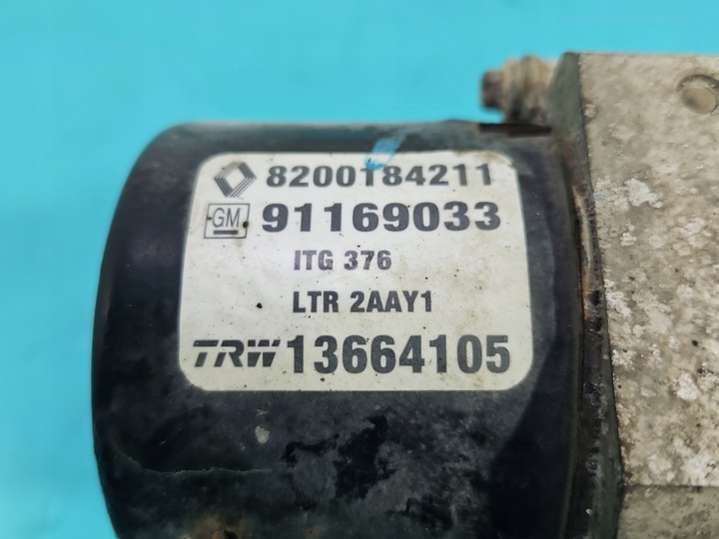 8200184211
GM 91169033
ITG 376
LTR 2AAY1
TRW 13664105